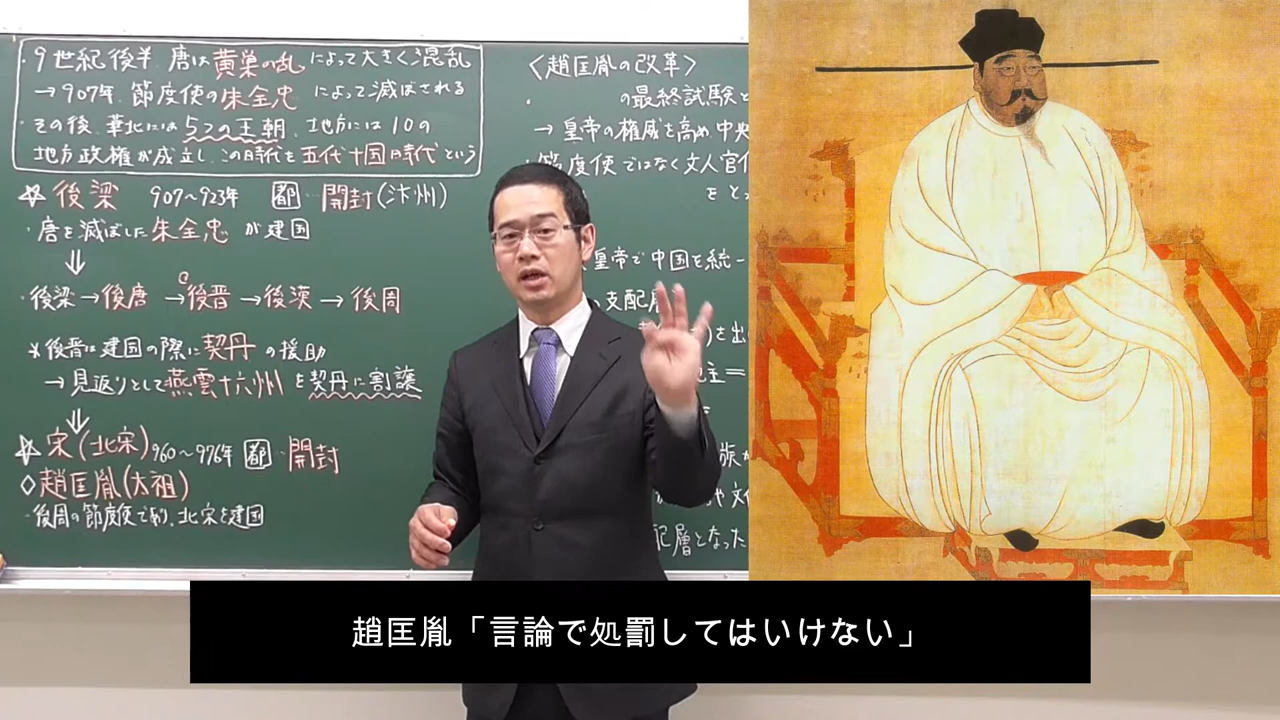 ・9世紀後半 唐は黄巣の乱によって大きく混乱
→907年 節度使の朱全忠 によって滅ぼされる
・その後、華北には5つの王朝、地方には10の
地方政権が成立し、この時代を五代十国時代という
☆後梁 907〜923年 都・開封(汴州)
・唐を滅ぼした朱全忠 が建国
⇓
後梁→後唐→後晋→後漢→後周
*後晋は建国の際に契丹の援助
→見返りとして燕雲十六州を契丹に割譲
⇓
☆宋(北宋)960〜976年 都・開封
◇趙匡胤(太祖)
・後周の節度使であり、北宋を建国
〈趙匡胤の改革〉
・ の最終試験と
→皇帝の権威を高め中央
・節度使ではなく文人官
をと
皇帝で中国を統一
支配層
)を出
主=
族が
や文
配層となった
趙匡胤「言論で処罰してはいけない」